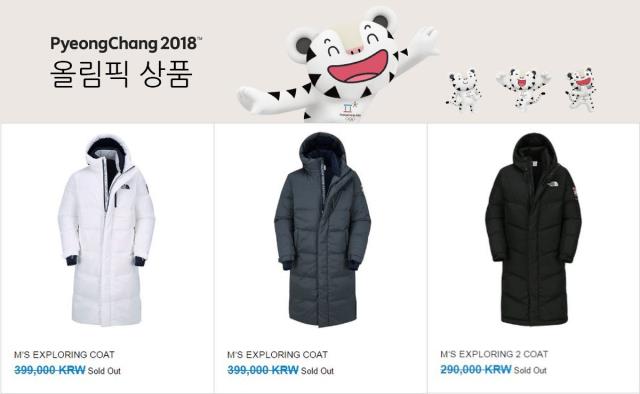 PyeongChang 2018™
올림픽 상품
M'S EXPLORING COAT
399,000 KRW Sold Out
M'S EXPLORING COAT
399,000 KRW Sold Out
M'S EXPLORING 2 COAT
290,000 KRW Sold Out